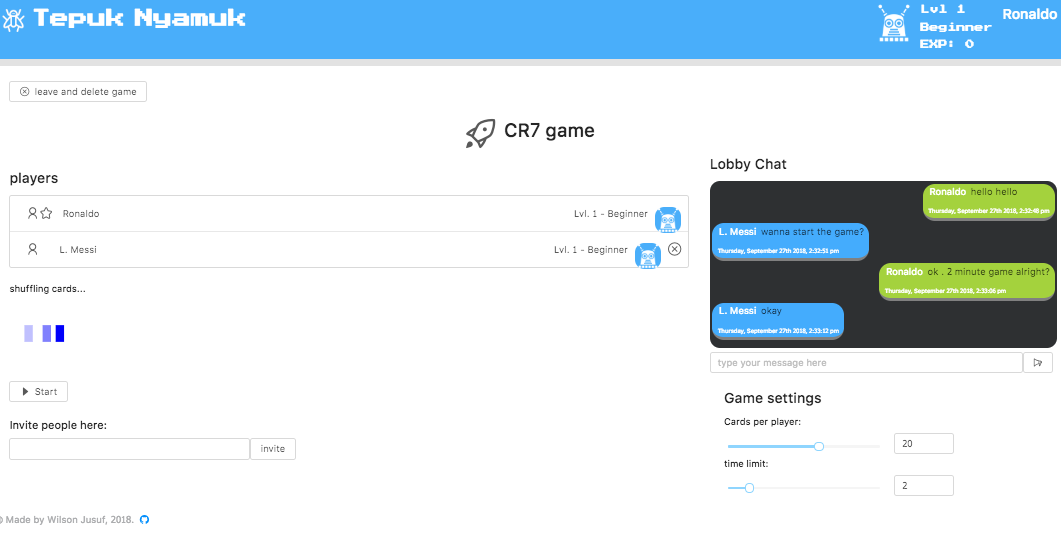 Tepuk Nyamuk
Lvl 1
Beginner
EXP: 0
Ronaldo
leave and delete game
CR7 game
players
Ronaldo
Lvl. 1 - Beginner
L. Messi
Lvl. 1 - Beginner
shuffling cards...
Start
Invite people here:
invite
Lobby Chat
Ronaldo hello hello
Thursday, September 27th 2018, 2:32:48 pm
L. Messi wanna start the game?
Thursday, September 27th 2018, 2:32:51 pm
Ronaldo ok . 2 minute game alright?
Thursday, September 27th 2018, 2:33:06 pm
L. Messi okay
Thursday, September 27th 2018, 2:33:12 pm
type your message here
Game settings
Cards per player:
20
time limit:
2
© Made by Wilson Jusuf, 2018.